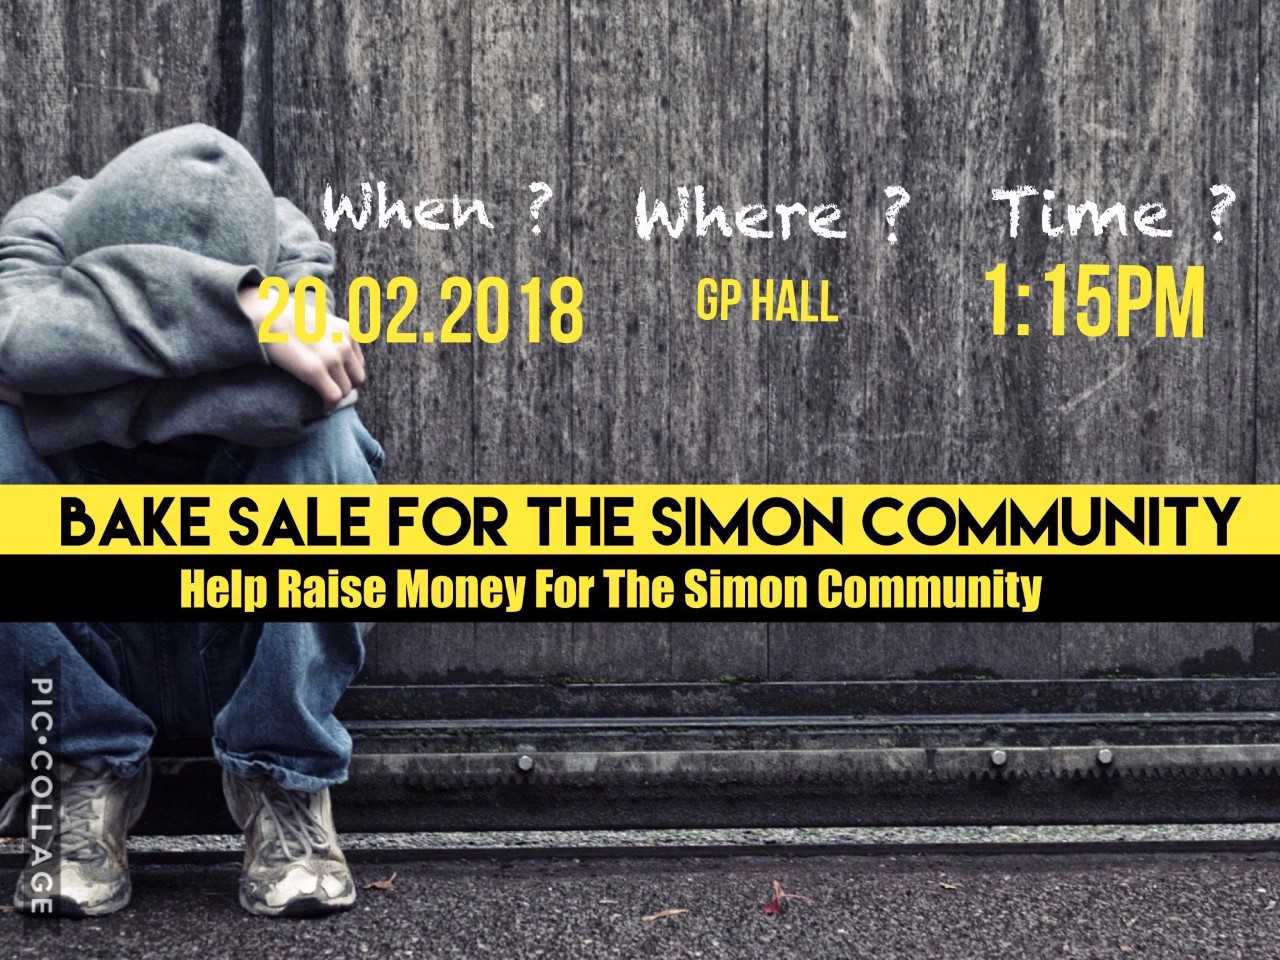 When ?
Where ?
Time ?
20.02.2018
GP HALL
1:15PM
BAKE SALE FOR THE SIMON COMMUNITY
Help Raise Money For The Simon Community
PIC•COLLAGE